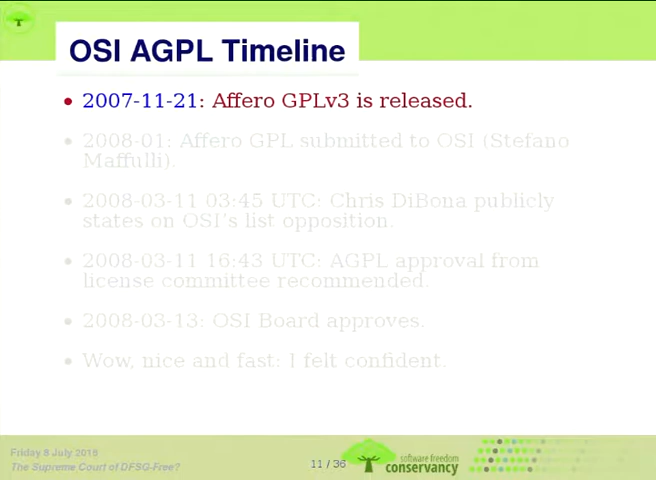 OSI AGPL Timeline
• 2007-11-21: Affero GPLv3 is released.
• 2008-01: Affero GPL submitted to OSI (Stefano
Maffulli).
• 2008-03-11 03:45 UTC: Chris DiBona publicly
states on OSI's list opposition.
• 2008-03-11 16:43 UTC: AGPL approval from
license committee recommended.
• 2008-03-13: OSI Board approves.
• Wow, nice and fast: I felt confident.
Friday 8 July 2016
The Supreme Court of DFSG-Free?
11 / 36
software freedom
conservancy